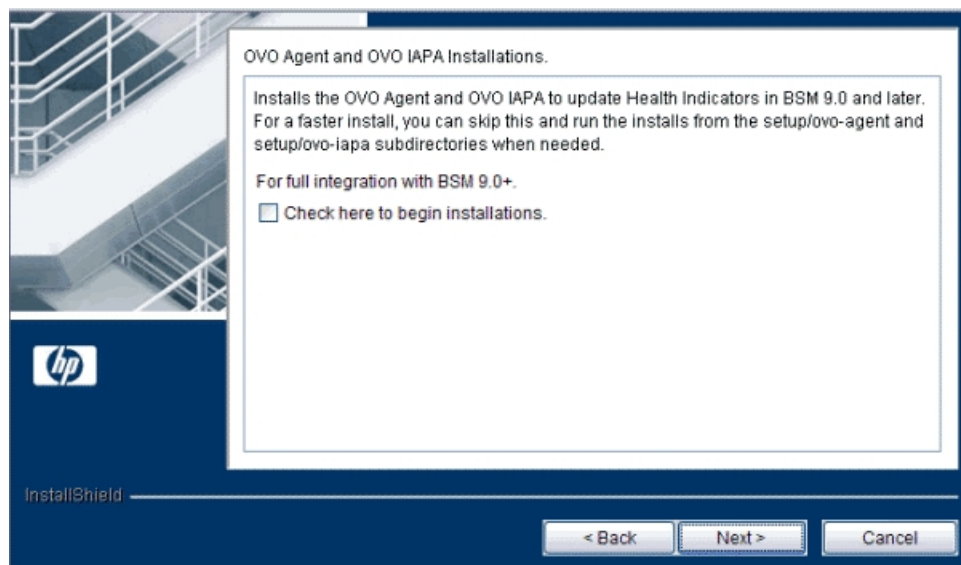 OVO Agent and OVO IAPA Installations.
Installs the OVO Agent and OVO IAPA to update Health Indicators in BSM 9.0 and later.
For a faster install, you can skip this and run the installs from the setup/ovo-agent and
setup/ovo-iapa subdirectories when needed.
For full integration with BSM 9.0+.
Check here to begin installations.
hp
InstallShield
< Back
Next >
Cancel